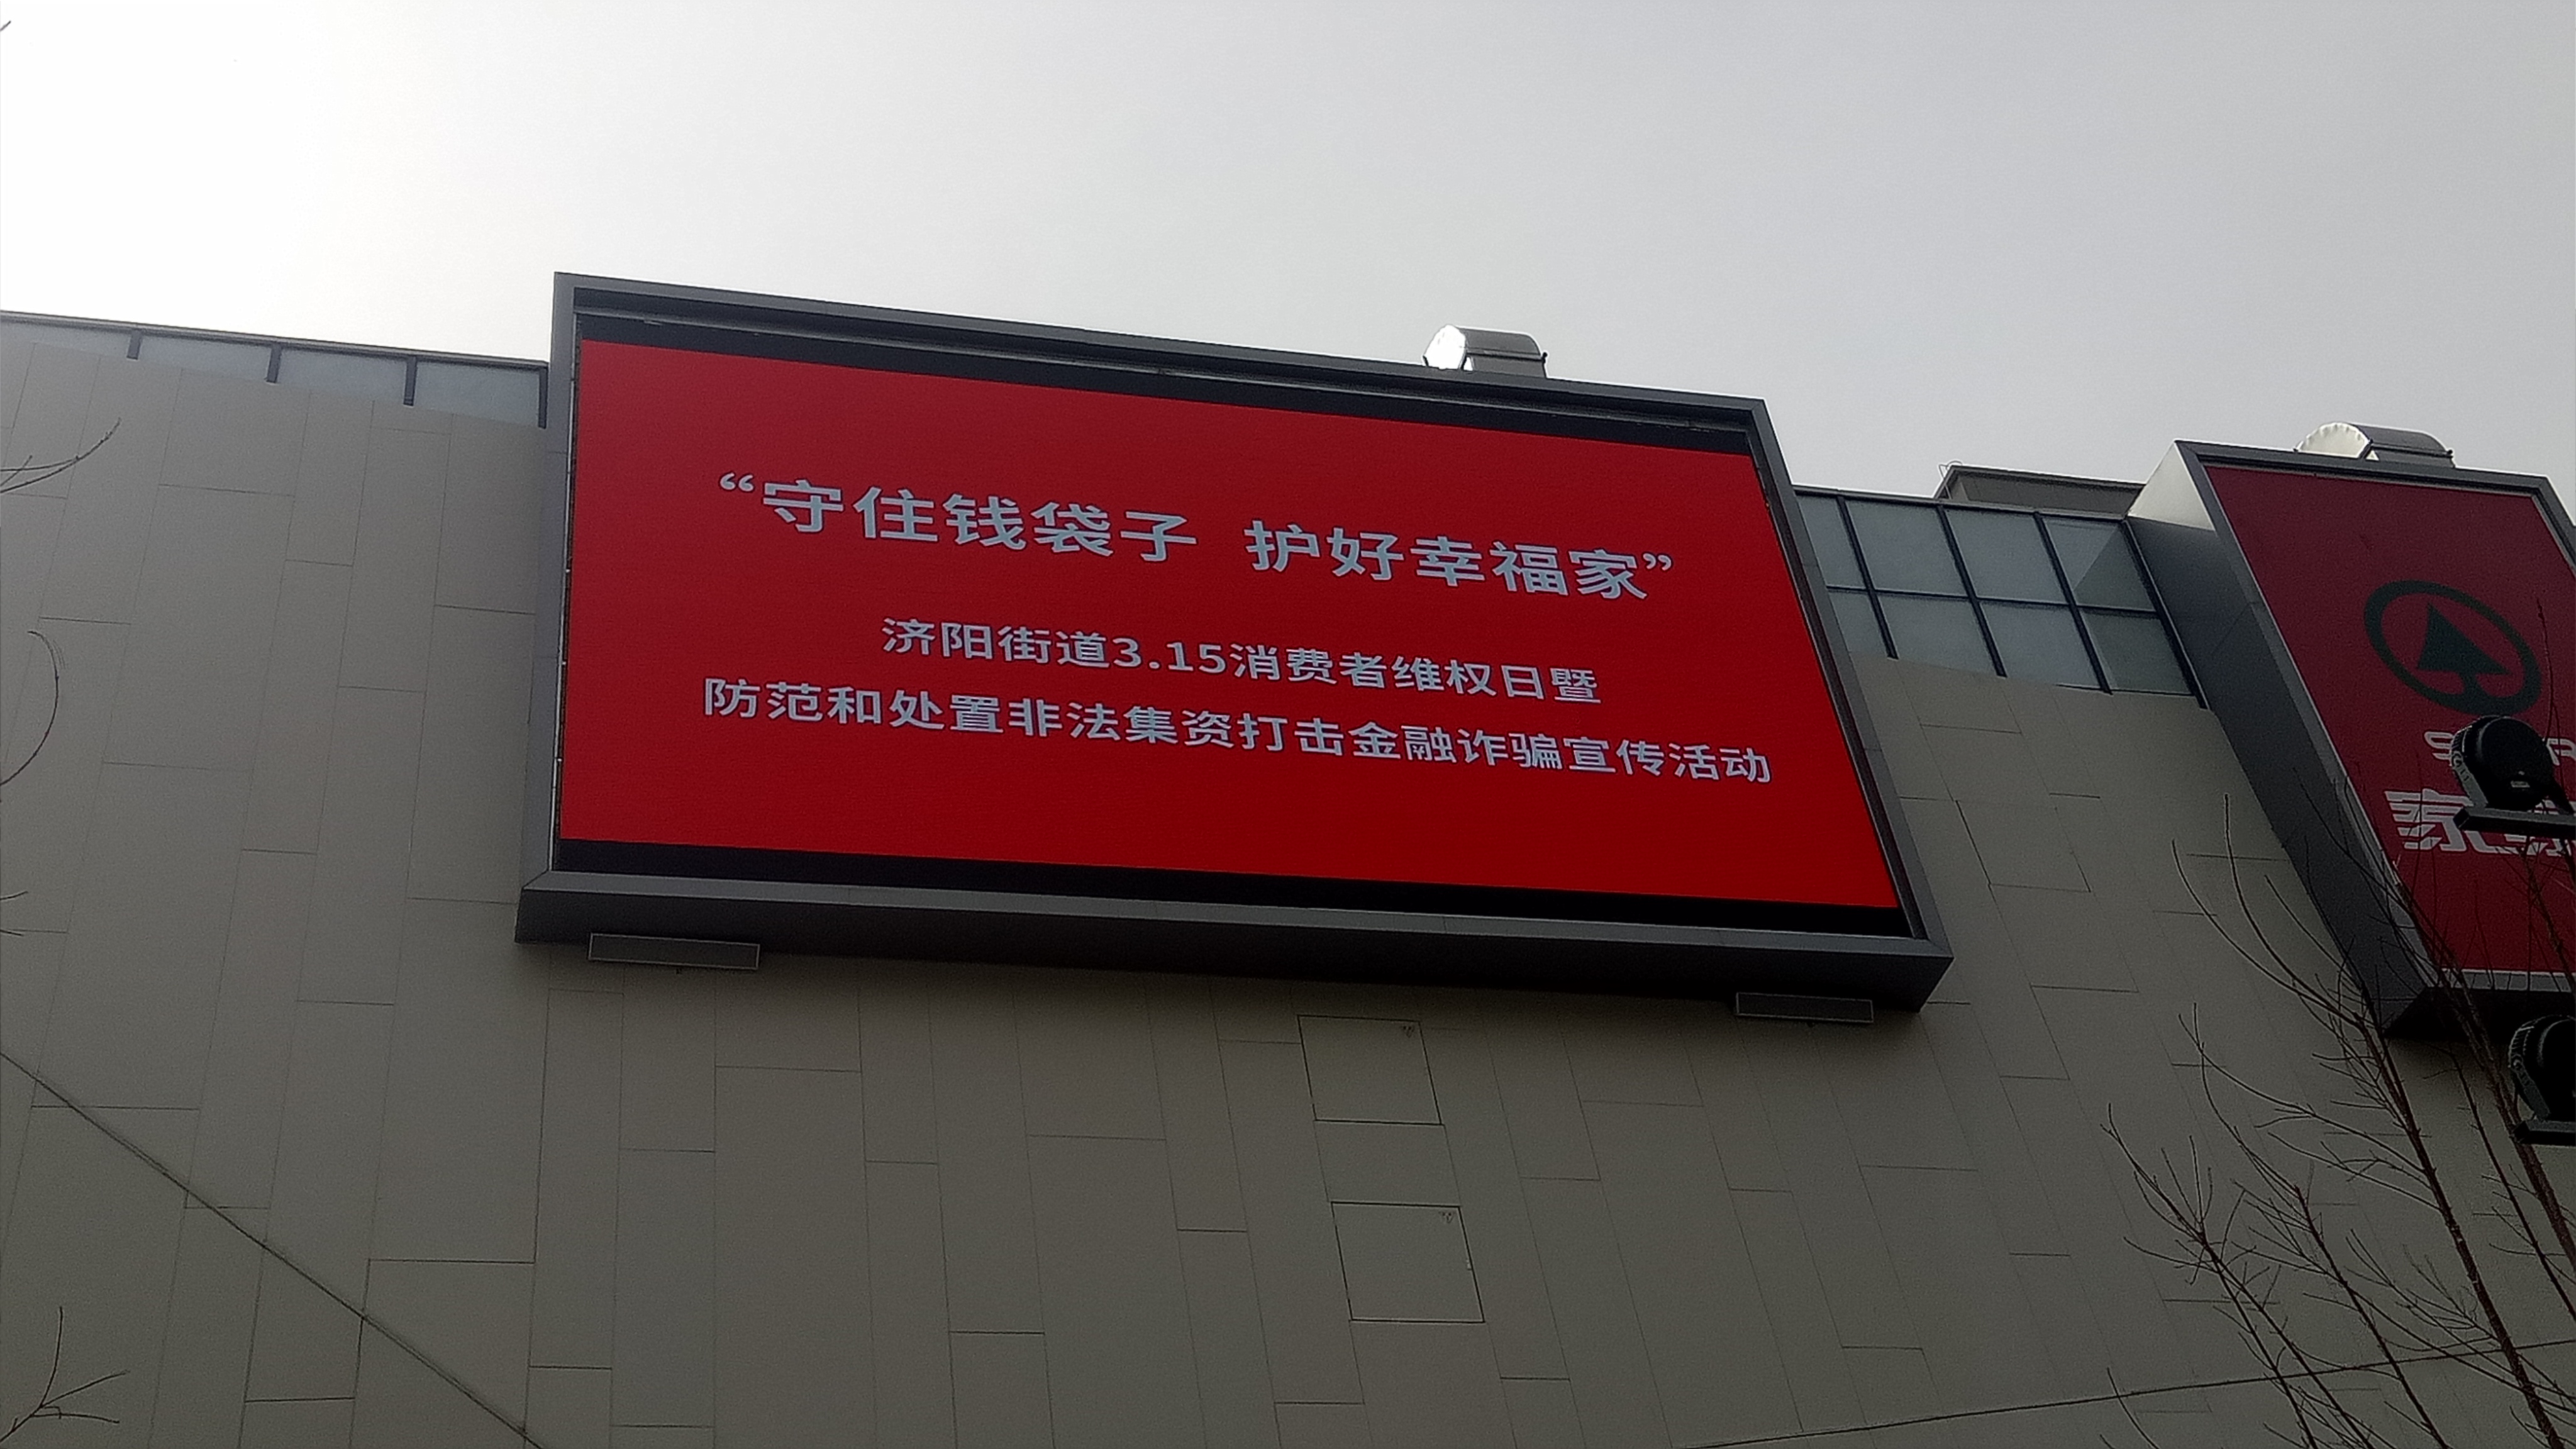 “守住钱袋子 护好幸福家”
济阳街道3.15消费者维权日暨
防范和处置非法集资打击金融诈骗宣传活动
家